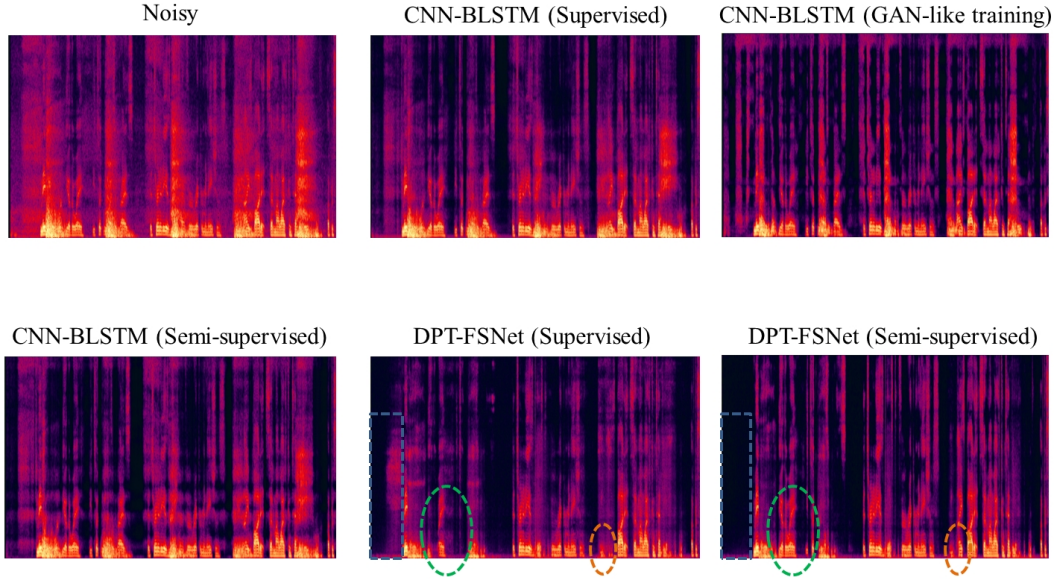 Noisy
CNN-BLSTM (Supervised)
CNN-BLSTM (GAN-like training)
CNN-BLSTM (Semi-supervised)
DPT-FSNet (Supervised)
DPT-FSNet (Semi-supervised)